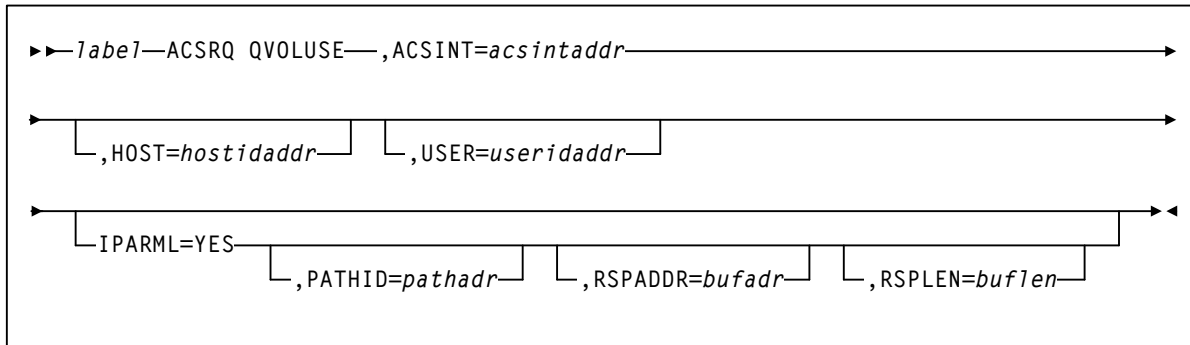 label ACSRQ QVOLUSE ,ACSINT=acsintaddr
,HOST=hostidaddr ,USER=useridaddr
IPARML=YES
,PATHID=pathadr ,RSPADDR=bufadr ,RSPLEN=buflen